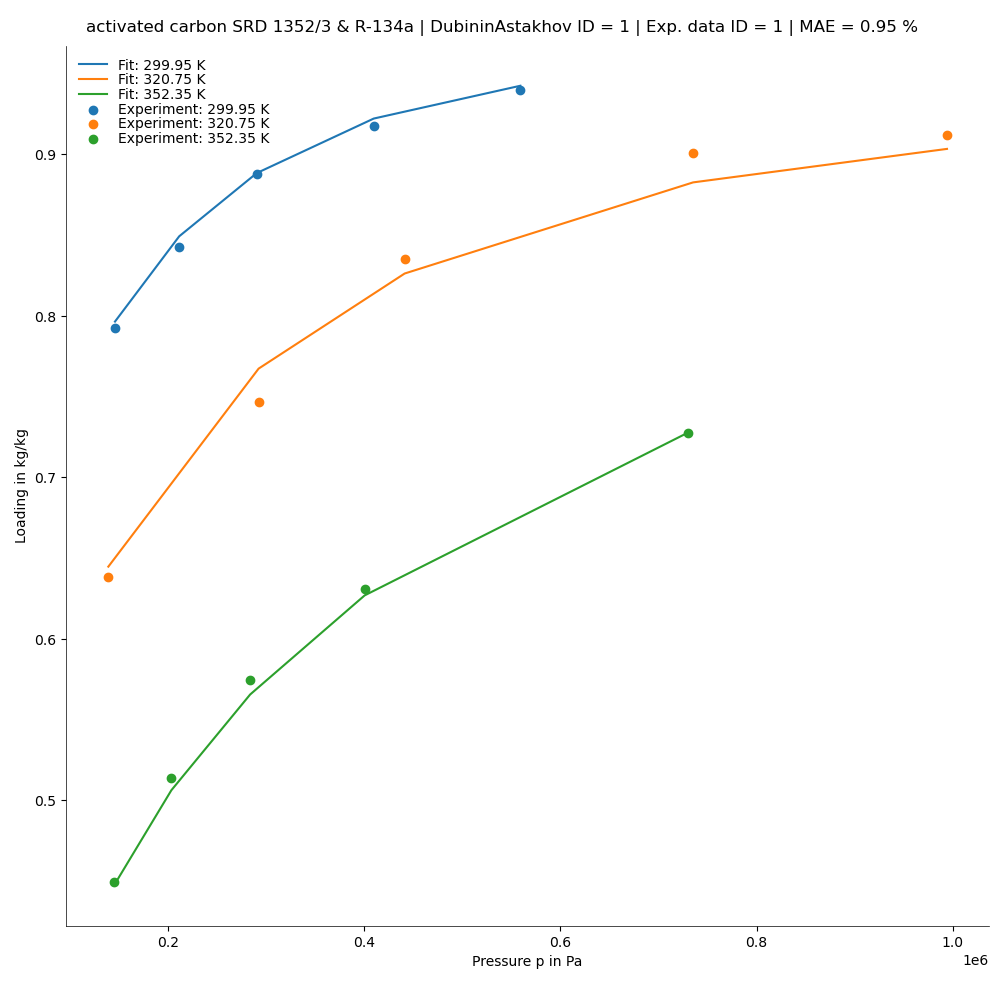 activated carbon SRD 1352/3 & R-134a | DubininAstakhov ID = 1 | Exp. data ID = 1 | MAE = 0.95 %
Fit: 299.95 K
Fit: 320.75 K
Fit: 352.35 K
Experiment: 299.95 K
Experiment: 320.75 K
Experiment: 352.35 K
0.9
0.8
0.7
0.6
0.5
Loading in kg/kg
0.2
0.4
0.6
0.8
1.0
1e6
Pressure p in Pa